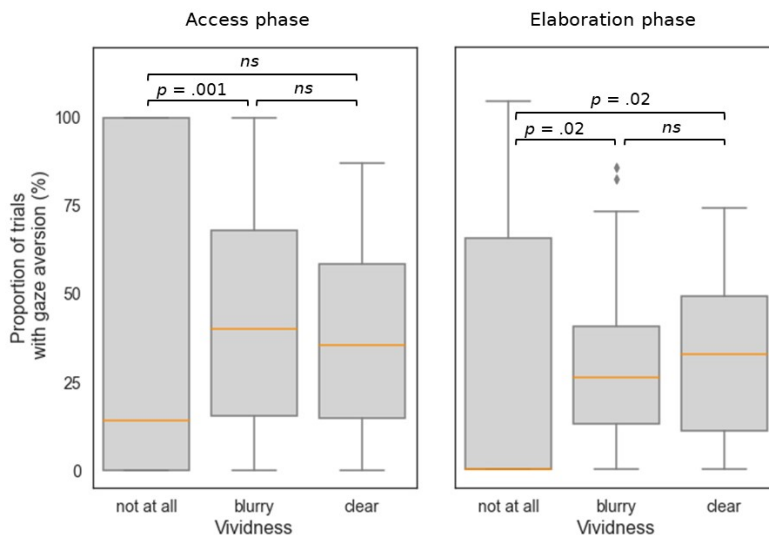 Access phase
Elaboration phase
ns
p = .001
ns
p = .02
p = .02
ns
Proportion of trials
with gaze aversion (%)
100
75
50
25
0
not at all
blurry
clear
Vividness
not at all
blurry
clear
Vividness